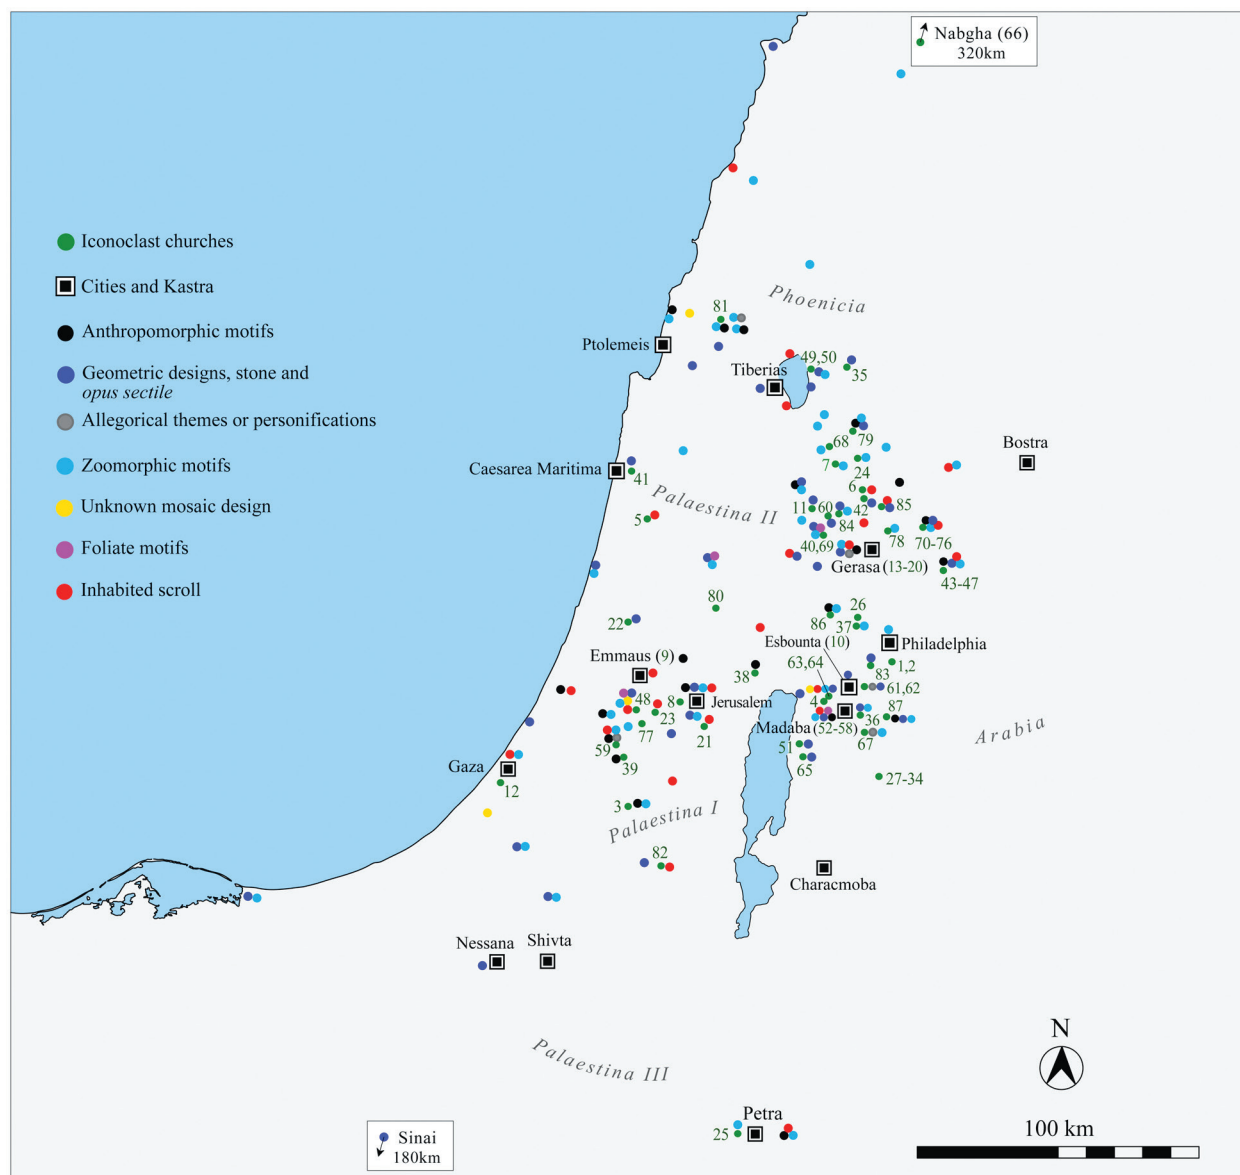 Nabgha (66)
320km
Iconoclast churches
Cities and Kastra
Anthropomorphic motifs
Geometric designs, stone and
opus sectile
Allegorical themes or personifications
Zoomorphic motifs
Unknown mosaic design
Foliate motifs
Inhabited scroll
Phoenicia
81
Ptolemeis
Tiberias
49,50
35
68
79
Bostra
Caesarea Maritima
41
7
24
Palaestina II
6
11
60
42
85
5
84
40,69
78
70-76
Gerasa (13-20)
43-47
80
22
86
26
37
Esbounta (10)
Philadelphia
Emmaus (9)
63,64
38
83
1,2
61,62
48
8
Jerusalem
4
23
77
21
Madaba (52-58)
36
87
67
Arabia
59
39
51
65
Gaza
12
27-34
3
Palaestina I
82
Characmoba
Nessana
Shivta
Palaestina III
N
Petra
25
100 km
Sinai
180km